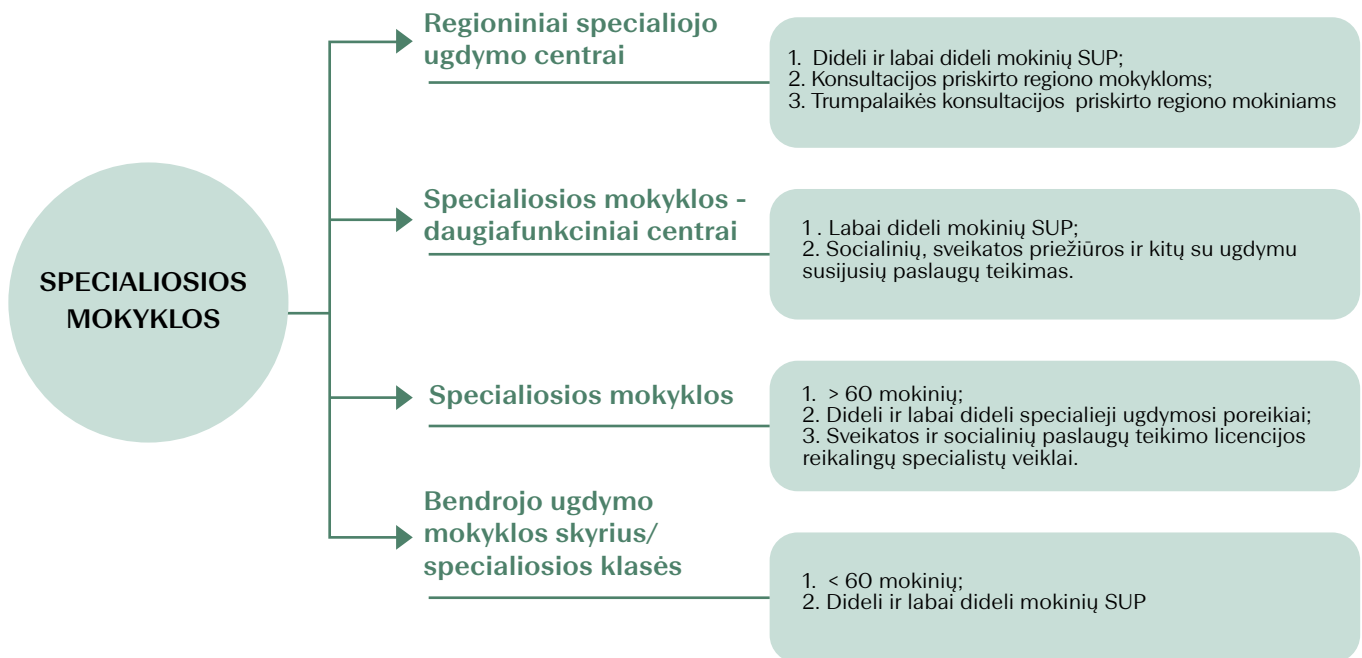 SPECIALIOSIOS
MOKYKLOS
Regioniniai specialiojo
ugdymo centrai
1. Dideli ir labai dideli mokinių SUP;
2. Konsultacijos priskirto regiono mokykloms;
3. Trumpalaikės konsultacijos priskirto regiono mokiniams
Specialiosios mokyklos -
daugiafunkciniai centrai
1. Labai dideli mokinių SUP;
2. Socialinių, sveikatos priežiūros ir kitų su ugdymu
susijusių paslaugų teikimas.
Specialiosios mokyklos
1. > 60 mokinių;
2. Dideli ir labai dideli specialieji ugdymosi poreikiai;
3. Sveikatos ir socialinių paslaugų teikimo licencijos
reikalingų specialistų veiklai.
Bendrojo ugdymo
mokyklos skyrius/
specialiosios klasės
1. < 60 mokinių;
2. Dideli ir labai dideli mokinių SUP